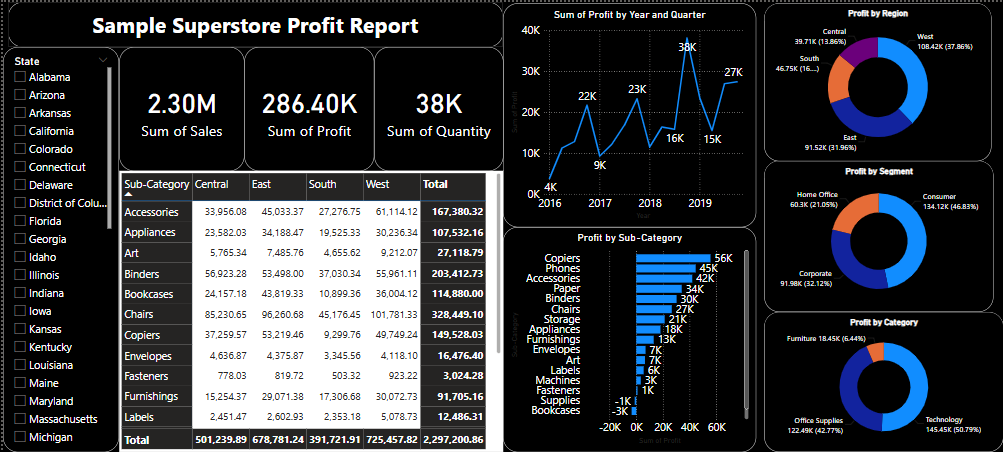 Sample Superstore Profit Report
State
Alabama
Arizona
Arkansas
California
Colorado
Connecticut
Delaware
District of Colu...
Florida
Georgia
Idaho
Illinois
Indiana
Iowa
Kansas
Kentucky
Louisiana
Maine
Maryland
Massachusetts
Michigan
2.30M
Sum of Sales
286.40K
Sum of Profit
38K
Sum of Quantity
Sub-Category Central East South West Total
Accessories 33,956.08 45,033.37 27,276.75 61,114.12 167,380.32
Appliances 23,582.03 34,188.47 19,525.33 30,236.34 107,532.16
Art 5,765.34 7,485.76 4,655.62 9,212.07 27,118.79
Binders 56,923.28 53,498.00 37,030.34 55,961.11 203,412.73
Bookcases 24,157.18 43,819.33 10,899.36 36,004.12 114,880.00
Chairs 85,230.65 96,260.68 45,176.45 101,781.33 328,449.10
Copiers 37,259.57 53,219.46 9,299.76 49,749.24 149,528.03
Envelopes 4,636.87 4,375.87 3,345.56 4,118.10 16,476.40
Fasteners 778.03 819.72 503.32 923.22 3,024.28
Furnishings 15,254.37 29,071.38 17,306.68 30,072.73 91,705.16
Labels 2,451.47 2,602.93 2,353.18 5,078.73 12,486.31
Total 501,239.89 678,781.24 391,721.91 725,457.82 2,297,200.86
Sum of Profit by Year and Quarter
Sum of Profit
40K
30K
20K
10K
0K
4K
22K
9K
23K
38K
16K
15K
27K
2016 2017 2018 2019
Year
Profit by Sub-Category
Sub-Category
Copiers 56K
Phones 45K
Accessories 42K
Paper 34K
Binders 30K
Chairs 27K
Storage 21K
Appliances 18K
Furnishings 13K
Envelopes 7K
Art 7K
Labels 6K
Machines 3K
Fasteners 1K
Supplies -1K
Bookcases -3K
-20K 0K 20K 40K 60K
Sum of Profit
Profit by Region
Central
39.71K (13.86%)
West
108.42K (37.86%)
South
46.75K (16....)
East
91.52K (31.96%)
Profit by Segment
Home Office
60.3K (21.05%)
Consumer
134.12K (46.83%)
Corporate
91.98K (32.12%)
Profit by Category
Furniture 18.45K (6.44%)
Office Supplies
122.49K (42.77%)
Technology
145.45K (50.79%)